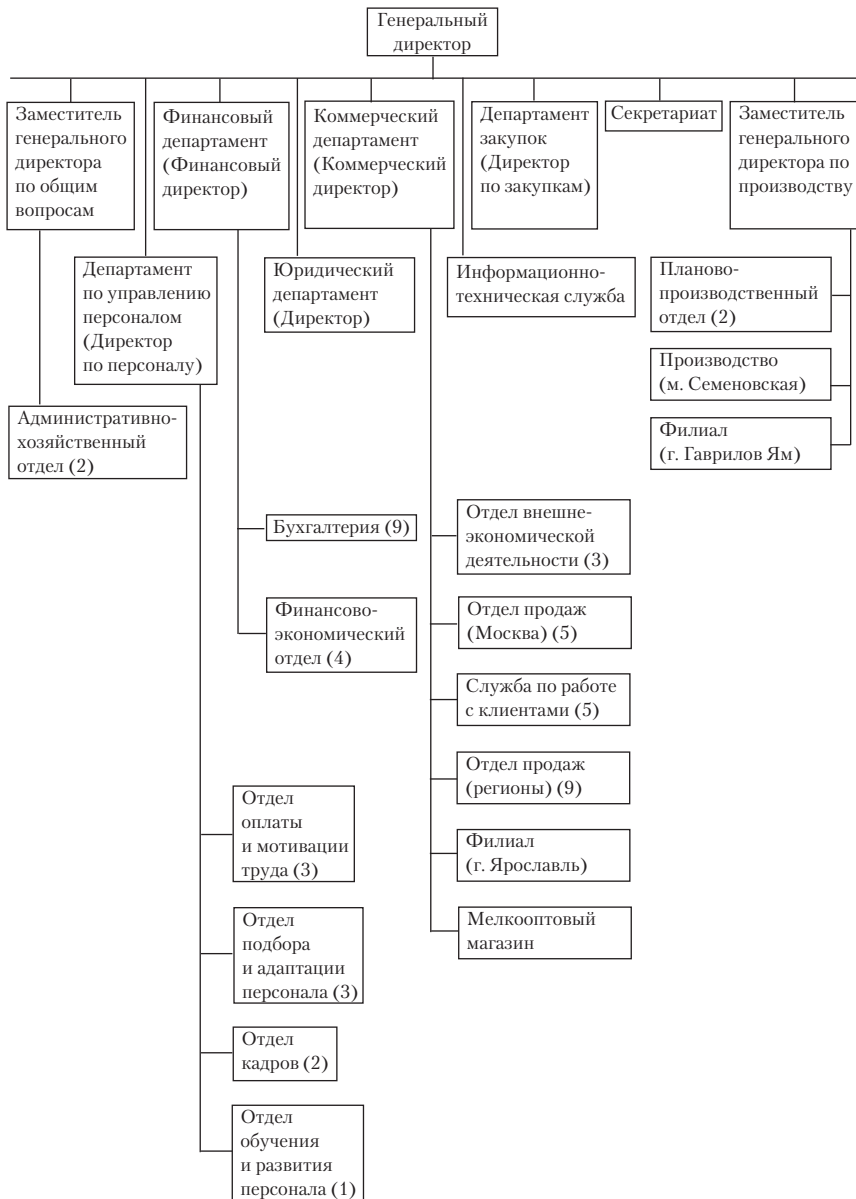 Генеральный
директор
Заместитель
генерального
директора
по общим
вопросам
Финансовый
департамент
(Финансовый
директор)
Коммерческий
департамент
(Коммерческий
директор)
Департамент
закупок
(Директор
по закупкам)
Секретариат
Заместитель
генерального
директора по
производству
Департамент
по управлению
персоналом
(Директор
по персоналу)
Юридический
департамент
(Директор)
Информационно-
техническая служба
Планово-
производственный
отдел (2)
Производство
(м. Семеновская)
Филиал
(г. Гаврилов Ям)
Административно-
хозяйственный
отдел (2)
Бухгалтерия (9)
Финансово-
экономический
отдел (4)
Отдел внешне-
экономической
деятельности (3)
Отдел продаж
(Москва) (5)
Служба по работе
с клиентами (5)
Отдел продаж
(регионы) (9)
Филиал
(г. Ярославль)
Мелкооптовый
магазин
Отдел
оплаты
и мотивации
труда (3)
Отдел
подбора
и адаптации
персонала (3)
Отдел
кадров (2)
Отдел
обучения
и развития
персонала (1)